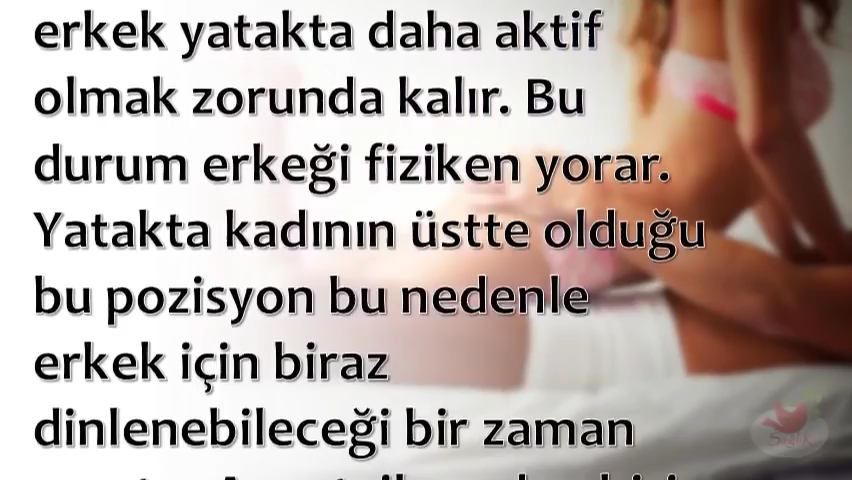 erkek yatakta daha aktif
olmak zorunda kalır. Bu
durum erkeği fiziken yorar.
Yatakta kadının üstte olduğu
bu pozisyon bu nedenle
erkek için biraz
dinlenebileceği bir zaman
Sağlık